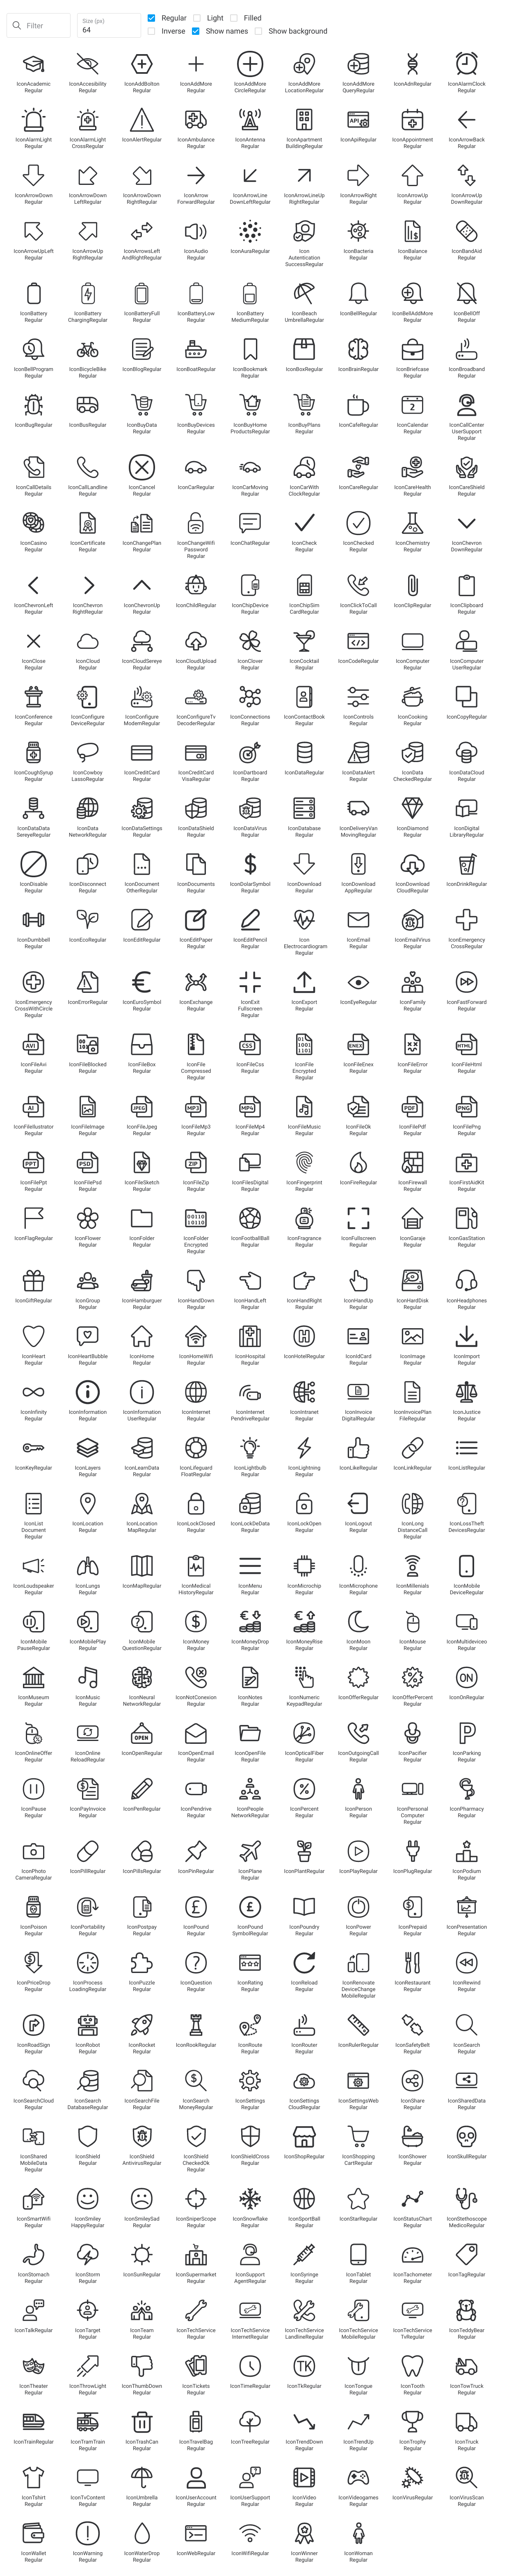 Filter
Size (px)
64
Regular Light Filled
Inverse Show names Show background
IconAcademic Regular IconAccesibility Regular IconAddBolton Regular IconAddMore Regular IconAddMore CircleRegular IconAddMore LocationRegular IconAddMore QueryRegular IconAdnRegular IconAlarmClock Regular
IconAlarmLight Regular IconAlarmLight CrossRegular IconAlertRegular IconAmbulance Regular IconAntenna Regular IconApartment BuildingRegular IconApiRegular IconAppointment Regular IconArrowBack Regular
IconArrowDown Regular IconArrowDown LeftRegular IconArrowDown RightRegular IconArrow ForwardRegular IconArrowLine DownLeftRegular IconArrowLineUp RightRegular IconArrowRight Regular IconArrowUp Regular IconArrowUp DownRegular
IconArrowUpLeft Regular IconArrowUp RightRegular IconArrowsLeft AndRightRegular IconAudio Regular IconAuraRegular Icon Autentication SuccessRegular IconBacteria Regular IconBalance Regular IconBandAid Regular
IconBattery Regular IconBattery ChargingRegular IconBatteryFull Regular IconBatteryLow Regular IconBattery MediumRegular IconBeach UmbrellaRegular IconBellRegular IconBellAddMore Regular IconBellOff Regular
IconBellProgram Regular IconBicycleBike Regular IconBlogRegular IconBoatRegular IconBookmark Regular IconBoxRegular IconBrainRegular IconBriefcase Regular IconBroadband Regular
IconBugRegular IconBusRegular IconBuyData Regular IconBuyDevices Regular IconBuyHome ProductsRegular IconBuyPlans Regular IconCafeRegular IconCalendar Regular IconCallCenter UserSupport Regular
IconCallDetails Regular IconCallLandline Regular IconCancel Regular IconCarRegular IconCarMoving Regular IconCarWith ClockRegular IconCareRegular IconCareHealth Regular IconCareShield Regular
IconCasino Regular IconCertificate Regular IconChangePlan Regular IconChangeWifi Password Regular IconChatRegular IconCheck Regular IconChecked Regular IconChemistry Regular IconChevron DownRegular
IconChevronLeft Regular IconChevron RightRegular IconChevronUp Regular IconChildRegular IconChipDevice Regular IconChipSim CardRegular IconClickToCall Regular IconClipRegular IconClipboard Regular
IconClose Regular IconCloud Regular IconCloudSereye Regular IconCloudUpload Regular IconClover Regular IconCocktail Regular IconCodeRegular IconComputer Regular IconComputer UserRegular
IconConference Regular IconConfigure DeviceRegular IconConfigure ModemRegular IconConfigureTv DecoderRegular IconConnections Regular IconContactBook Regular IconControls Regular IconCooking Regular IconCopyRegular
IconCoughSyrup Regular IconCowboy LassoRegular IconCreditCard Regular IconCreditCard VisaRegular IconDartboard Regular IconDataRegular IconDataAlert Regular IconData CheckedRegular IconDataCloud Regular
IconDataData SereyeRegular IconData NetworkRegular IconDataSettings Regular IconDataShield Regular IconDataVirus Regular IconDatabase Regular IconDeliveryVan MovingRegular IconDiamond Regular IconDigital LibraryRegular
IconDisable Regular IconDisconnect Regular IconDocument OtherRegular IconDocuments Regular IconDolarSymbol Regular IconDownload Regular IconDownload AppRegular IconDownload CloudRegular IconDrinkRegular
IconDumbbell Regular IconEcoRegular IconEditRegular IconEditPaper Regular IconEditPencil Regular Icon Electrocardiogram Regular IconEmail Regular IconEmailVirus Regular IconEmergency CrossRegular
IconEmergency CrossWithCircle Regular IconErrorRegular IconEuroSymbol Regular IconExchange Regular IconExit Fullscreen Regular IconExport Regular IconEyeRegular IconFamily Regular IconFastForward Regular
IconFileAvi Regular IconFileBlocked Regular IconFileBox Regular IconFile Compressed Regular IconFileCss Regular IconFile Encrypted Regular IconFileEnex Regular IconFileError Regular IconFileHtml Regular
IconFileIllustrator Regular IconFileImage Regular IconFileJpeg Regular IconFileMp3 Regular IconFileMp4 Regular IconFileMusic Regular IconFileOk Regular IconFilePdf Regular IconFilePng Regular
IconFilePpt Regular IconFilePsd Regular IconFileSketch Regular IconFileZip Regular IconFilesDigital Regular IconFingerprint Regular IconFireRegular IconFirewall Regular IconFirstAidKit Regular
IconFlagRegular IconFlower Regular IconFolder Regular IconFolder Encrypted Regular IconFootballBall Regular IconFragrance Regular IconFullscreen Regular IconGaraje Regular IconGasStation Regular
IconGiftRegular IconGroup Regular IconHamburguer Regular IconHandDown Regular IconHandLeft Regular IconHandRight Regular IconHandUp Regular IconHardDisk Regular IconHeadphones Regular
IconHeart Regular IconHeartBubble Regular IconHome Regular IconHomeWifi Regular IconHospital Regular IconHotelRegular IconIdCard Regular IconImage Regular IconImport Regular
IconInfinity Regular IconInformation Regular IconInformation UserRegular IconInternet Regular IconInternet PendriveRegular IconIntranet Regular IconInvoice DigitalRegular IconInvoicePlan FileRegular IconJustice Regular
IconKeyRegular IconLayers Regular IconLearnData Regular IconLifeguard FloatRegular IconLightbulb Regular IconLightning Regular IconLikeRegular IconLinkRegular IconListRegular
IconList Document Regular IconLocation Regular IconLocation MapRegular IconLockClosed Regular IconLockDeData Regular IconLockOpen Regular IconLogout Regular IconLong DistanceCall Regular IconLossTheft DevicesRegular
IconLoudspeaker Regular IconLungs Regular IconMapRegular IconMedical HistoryRegular IconMenu Regular IconMicrochip Regular IconMicrophone Regular IconMillenials Regular IconMobile DeviceRegular
IconMobile PauseRegular IconMobilePlay Regular IconMobile QuestionRegular IconMoney Regular IconMoneyDrop Regular IconMoneyRise Regular IconMoon Regular IconMouse Regular IconMultideviceo Regular
IconMuseum Regular IconMusic Regular IconNeural NetworkRegular IconNotConexion Regular IconNotes Regular IconNumeric KeypadRegular IconOfferRegular IconOfferPercent Regular IconOnRegular
IconOnlineOffer Regular IconOnline ReloadRegular IconOpenRegular IconOpenEmail Regular IconOpenFile Regular IconOpticalFiber Regular IconOutgoingCall Regular IconPacifier Regular IconParking Regular
IconPause Regular IconPayInvoice Regular IconPenRegular IconPendrive Regular IconPeople NetworkRegular IconPercent Regular IconPerson Regular IconPersonal Computer Regular IconPharmacy Regular
IconPhoto CameraRegular IconPillRegular IconPillsRegular IconPinRegular IconPlane Regular IconPlantRegular IconPlayRegular IconPlugRegular IconPodium Regular
IconPoison Regular IconPortability Regular IconPostpay Regular IconPound Regular IconPound SymbolRegular IconPoundry Regular IconPower Regular IconPrepaid Regular IconPresentation Regular
IconPriceDrop Regular IconProcess LoadingRegular IconPuzzle Regular IconQuestion Regular IconRating Regular IconReload Regular IconRenovate DeviceChange MobileRegular IconRestaurant Regular IconRewind Regular
IconRoadSign Regular IconRobot Regular IconRocket Regular IconRookRegular IconRoute Regular IconRouter Regular IconRulerRegular IconSafetyBelt Regular IconSearch Regular
IconSearchCloud Regular IconSearch DatabaseRegular IconSearchFile Regular IconSearch MoneyRegular IconSettings Regular IconSettings CloudRegular IconSettingsWeb Regular IconShare Regular IconSharedData Regular
IconShared MobileData Regular IconShield Regular IconShield AntivirusRegular IconShield CheckedOk Regular IconShieldCross Regular IconShopRegular IconShopping CartRegular IconShower Regular IconSkullRegular
IconSmartWifi Regular IconSmiley HappyRegular IconSmileySad Regular IconSniperScope Regular IconSnowflake Regular IconSportBall Regular IconStarRegular IconStatusChart Regular IconStethoscope MedicoRegular
IconStomach Regular IconStorm Regular IconSunRegular IconSupermarket Regular IconSupport AgentRegular IconSyringe Regular IconTablet Regular IconTachometer Regular IconTagRegular
IconTalkRegular IconTarget Regular IconTeam Regular IconTechService Regular IconTechService InternetRegular IconTechService LandlineRegular IconTechService MobileRegular IconTechService TvRegular IconTeddyBear Regular
IconTheater Regular IconThrowLight Regular IconThumbDown Regular IconTickets Regular IconTimeRegular IconTkRegular IconTongue Regular IconTooth Regular IconTowTruck Regular
IconTrainRegular IconTramTrain Regular IconTrashCan Regular IconTravelBag Regular IconTreeRegular IconTrendDown Regular IconTrendUp Regular IconTrophy Regular IconTruck Regular
IconTshirt Regular IconTvContent Regular IconUmbrella Regular IconUserAccount Regular IconUserSupport Regular IconVideo Regular IconVideogames Regular IconVirusRegular IconVirusScan Regular
IconWallet Regular IconWarning Regular IconWaterDrop Regular IconWebRegular IconWifiRegular IconWinner Regular IconWoman Regular